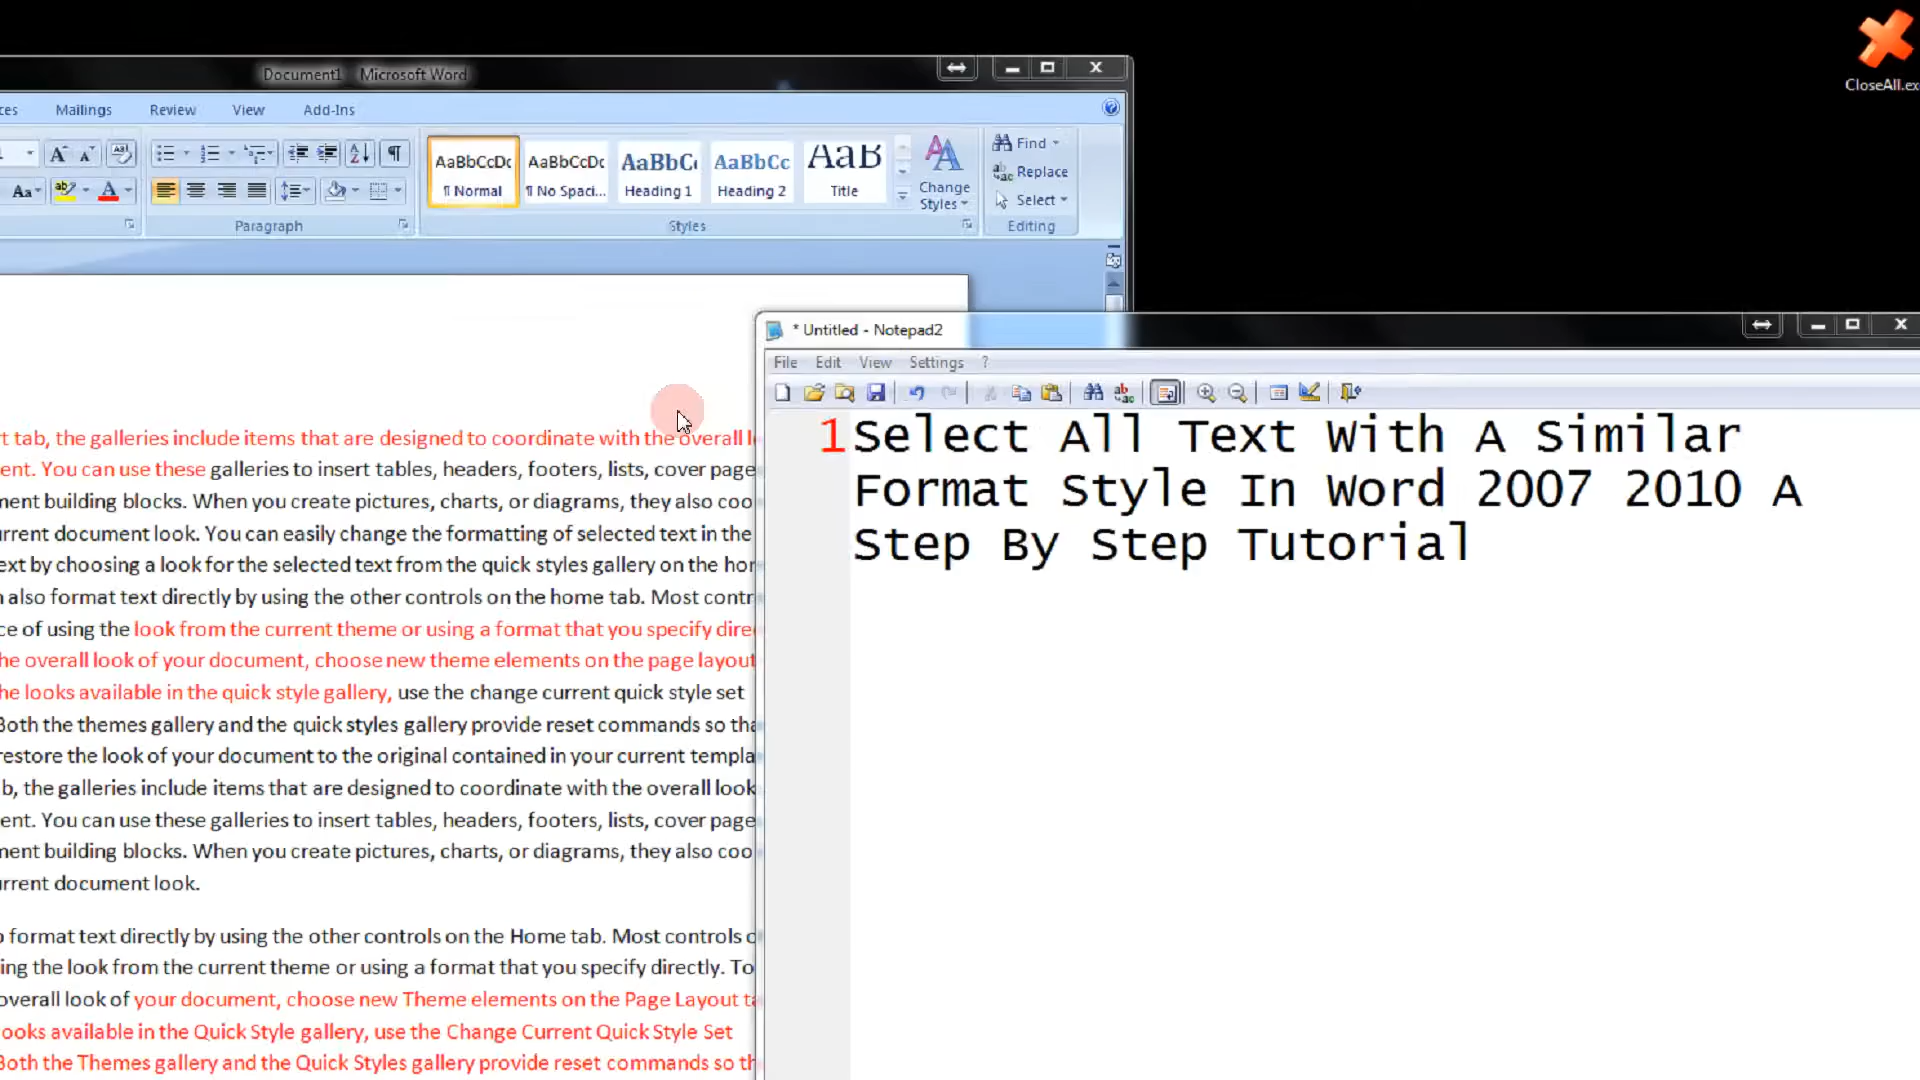 CloseAll.ex
Document1 Microsoft Word
Mailings Review View Add-Ins
AaBbCcDc AaBbCcDc AaBbC AaBbCc AaB
¶ Normal ¶ No Spaci... Heading 1 Heading 2 Title
Change
Styles
Find
Replace
Select
Paragraph Styles Editing
* Untitled - Notepad2
File Edit View Settings ?
1 Select All Text With A Similar
Format Style In Word 2007 2010 A
Step By Step Tutorial
rt tab, the galleries include items that are designed to coordinate with the overall l
ent. You can use these galleries to insert tables, headers, footers, lists, cover page
ment building blocks. When you create pictures, charts, or diagrams, they also coo
urrent document look. You can easily change the formatting of selected text in the
ext by choosing a look for the selected text from the quick styles gallery on the hor
n also format text directly by using the other controls on the home tab. Most contr
ce of using the look from the current theme or using a format that you specify dire
he overall look of your document, choose new theme elements on the page layout
he looks available in the quick style gallery, use the change current quick style set
Both the themes gallery and the quick styles gallery provide reset commands so tha
restore the look of your document to the original contained in your current templa
b, the galleries include items that are designed to coordinate with the overall look
ent. You can use these galleries to insert tables, headers, footers, lists, cover page
ment building blocks. When you create pictures, charts, or diagrams, they also coo
urrent document look.
o format text directly by using the other controls on the Home tab. Most controls o
ing the look from the current theme or using a format that you specify directly. To
overall look of your document, choose new Theme elements on the Page Layout ta
ooks available in the Quick Style gallery, use the Change Current Quick Style Set
Both the Themes gallery and the Quick Styles gallery provide reset commands so th